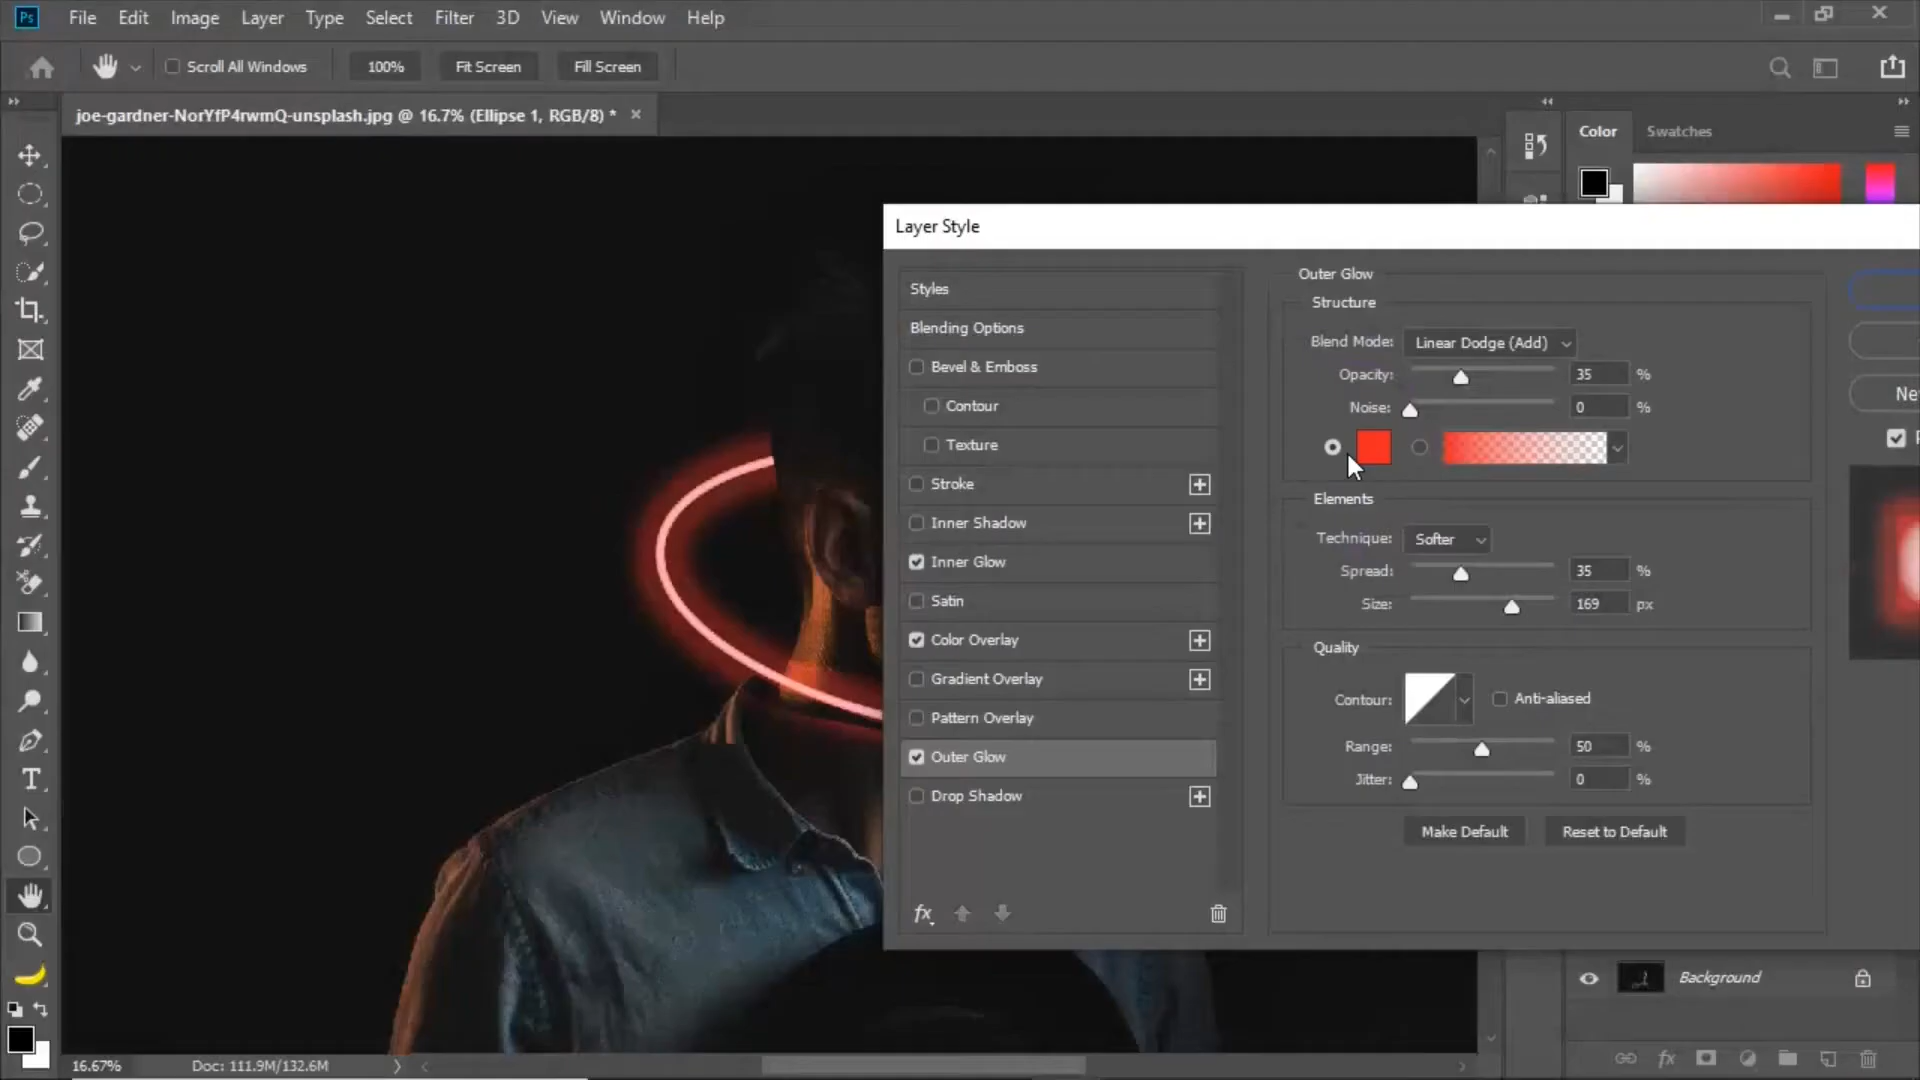 Ps File Edit Image Layer Type Select Filter 3D View Window Help
Scroll All Windows 100% Fit Screen Fill Screen
joe-gardner-NorYfP4rwmQ-unsplash.jpg @ 16.7% (Ellipse 1, RGB/8) *
Color Swatches
Layer Style
Styles
Blending Options
Bevel & Emboss
Contour
Texture
Stroke
Inner Shadow
Inner Glow
Satin
Color Overlay
Gradient Overlay
Pattern Overlay
Outer Glow
Drop Shadow
fx
Outer Glow
Structure
Blend Mode: Linear Dodge (Add)
Opacity: 35 %
Noise: 0 %
Elements
Technique: Softer
Spread: 35 %
Size: 169 px
Quality
Contour: Anti-aliased
Range: 50 %
Jitter: 0 %
Make Default Reset to Default
Background
fx
16.67% Doc: 111.9M/132.6M